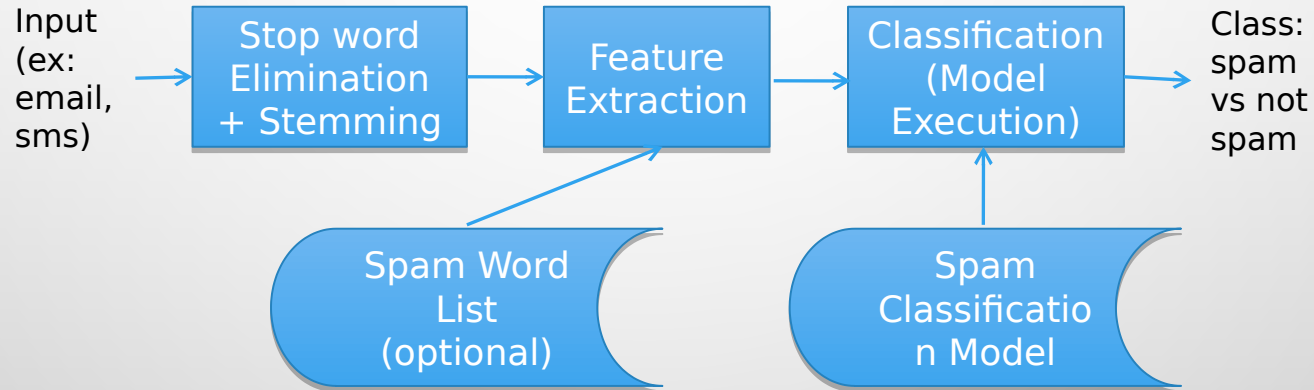 Input
(ex:
email,
sms)
Stop word
Elimination
+ Stemming
Feature
Extraction
Classification
(Model
Execution)
Class:
spam
vs not
spam
Spam Word
List
(optional)
Spam
Classificatio
n Model